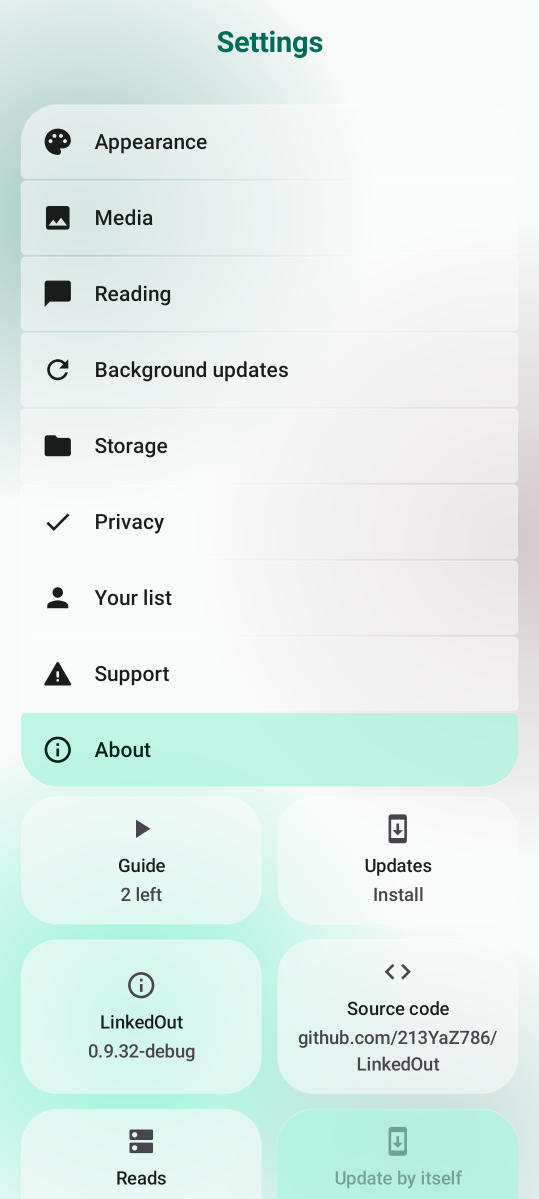 Settings
Appearance
Media
Reading
Background updates
Storage
Privacy
Your list
Support
About
Guide
2 left
Updates
Install
LinkedOut
0.9.32-debug
Source code
github.com/213YaZ786/
LinkedOut
Reads
Update by itself